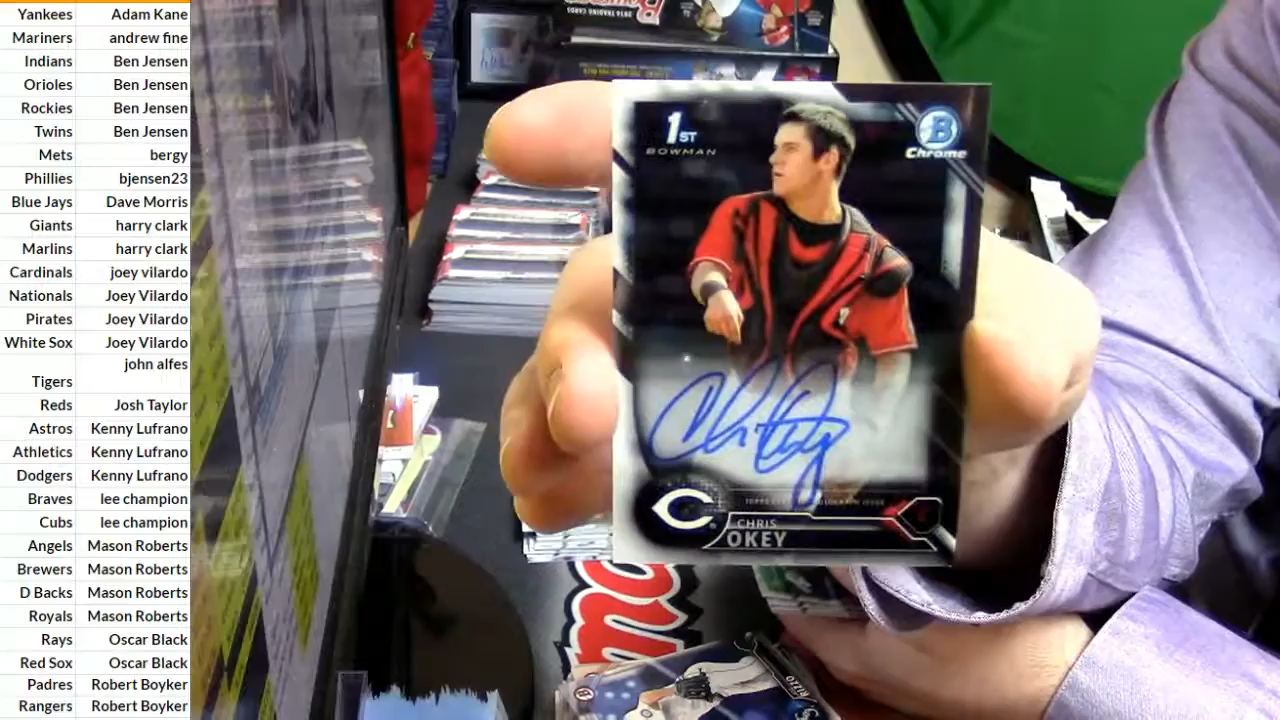 Yankees Adam Kane
Mariners andrew fine
Indians Ben Jensen
Orioles Ben Jensen
Rockies Ben Jensen
Twins Ben Jensen
Mets bergy
Phillies bjensen23
Blue Jays Dave Morris
Giants harry clark
Marlins harry clark
Cardinals joey vilardo
Nationals Joey Vilardo
Pirates Joey Vilardo
White Sox Joey Vilardo
Tigers john alfes
Reds Josh Taylor
Astros Kenny Lufrano
Athletics Kenny Lufrano
Dodgers Kenny Lufrano
Braves lee champion
Cubs lee champion
Angels Mason Roberts
Brewers Mason Roberts
D Backs Mason Roberts
Royals Mason Roberts
Rays Oscar Black
Red Sox Oscar Black
Padres Robert Boyker
Rangers Robert Boyker
2016 TRADING CARDS
1ST
BOWMAN
B
Chrome
C
CHRIS
OKEY
RIZZO